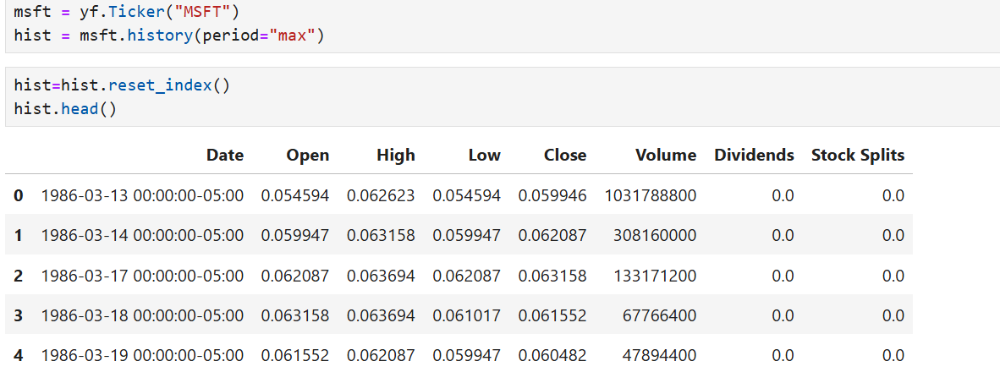 msft = yf.Ticker("MSFT")
hist = msft.history(period="max")
hist=hist.reset_index()
hist.head()
Date Open High Low Close Volume Dividends Stock Splits
0 1986-03-13 00:00:00-05:00 0.054594 0.062623 0.054594 0.059946 1031788800 0.0 0.0
1 1986-03-14 00:00:00-05:00 0.059947 0.063158 0.059947 0.062087 308160000 0.0 0.0
2 1986-03-17 00:00:00-05:00 0.062087 0.063694 0.062087 0.063158 133171200 0.0 0.0
3 1986-03-18 00:00:00-05:00 0.063158 0.063694 0.061017 0.061552 67766400 0.0 0.0
4 1986-03-19 00:00:00-05:00 0.061552 0.062087 0.059947 0.060482 47894400 0.0 0.0